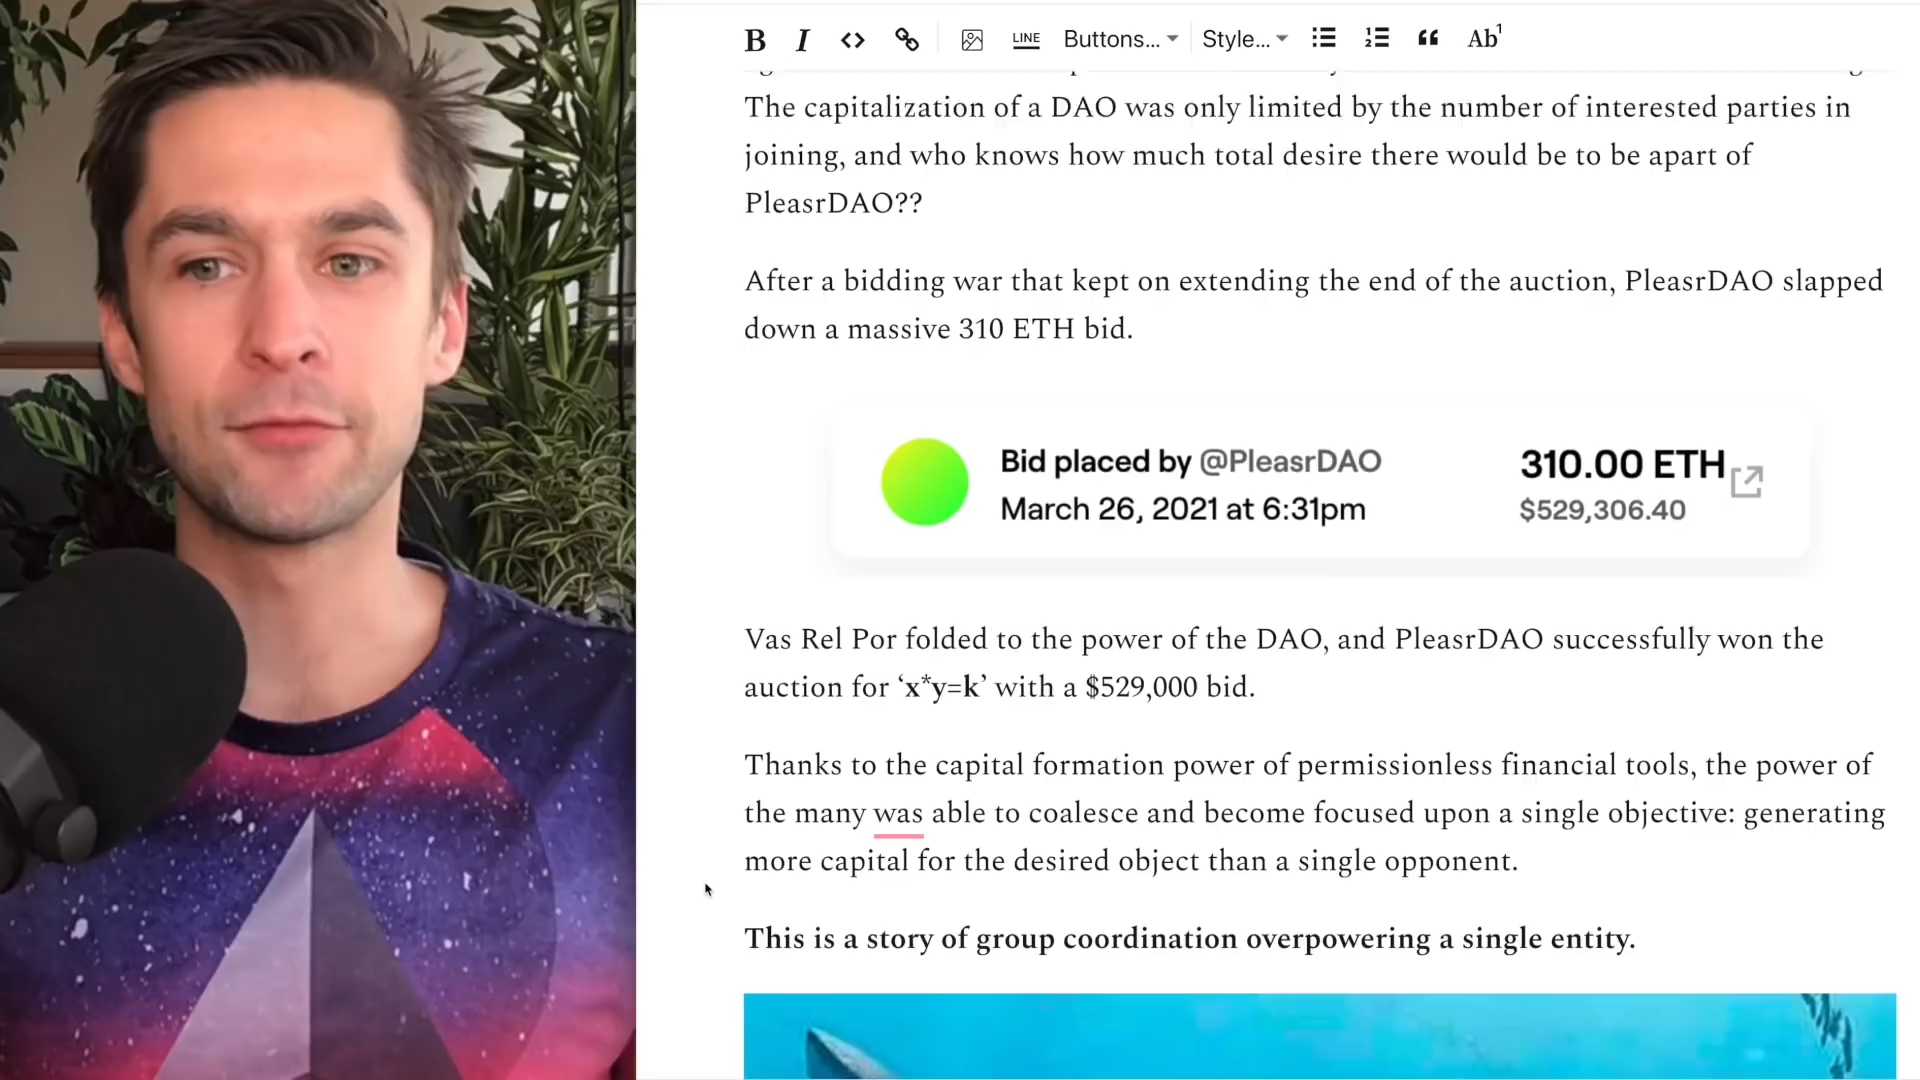 B I <> LINE Buttons... Style... Ab¹
The capitalization of a DAO was only limited by the number of interested parties in
joining, and who knows how much total desire there would be to be apart of
PleasrDAO??
After a bidding war that kept on extending the end of the auction, PleasrDAO slapped
down a massive 310 ETH bid.
Bid placed by @PleasrDAO 310.00 ETH
March 26, 2021 at 6:31pm $529,306.40
Vas Rel Por folded to the power of the DAO, and PleasrDAO successfully won the
auction for ‘x*y=k’ with a $529,000 bid.
Thanks to the capital formation power of permissionless financial tools, the power of
the many was able to coalesce and become focused upon a single objective: generating
more capital for the desired object than a single opponent.
This is a story of group coordination overpowering a single entity.